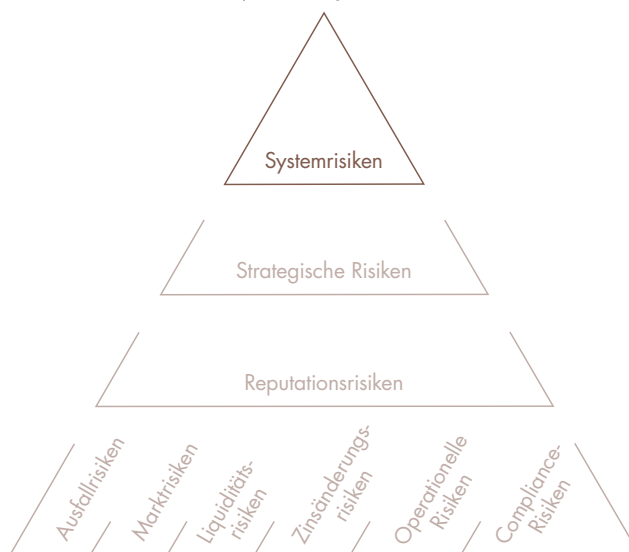 Systemrisiken
Strategische Risiken
Reputationsrisiken
Ausfallrisiken
Marktrisiken
Liquiditäts-
risiken
Zinsänderungs-
risiken
Operationelle
Risiken
Compliance-
Risiken